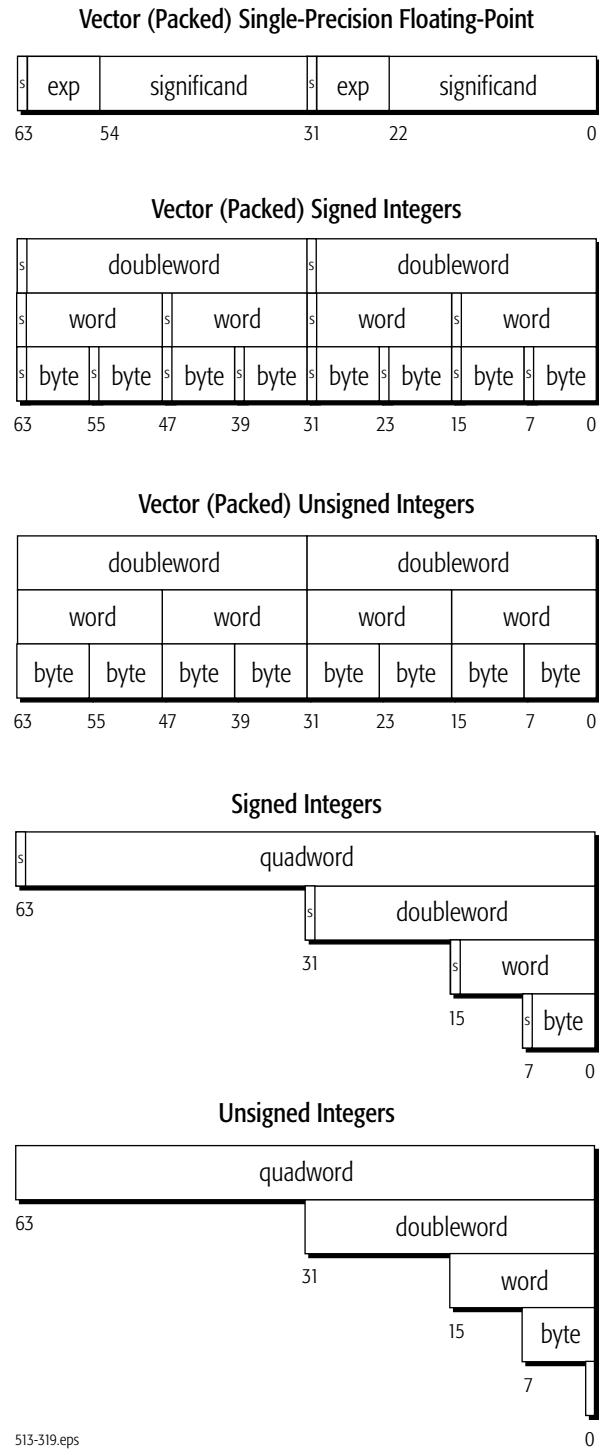 Vector (Packed) Single-Precision Floating-Point
s exp significand s exp significand
63 54 31 22 0
Vector (Packed) Signed Integers
s doubleword s doubleword
s word s word s word s word
s byte s byte s byte s byte s byte s byte s byte s byte
63 55 47 39 31 23 15 7 0
Vector (Packed) Unsigned Integers
doubleword doubleword
word word word word
byte byte byte byte byte byte byte byte
63 55 47 39 31 23 15 7 0
Signed Integers
s quadword
63 s doubleword
31 s word
15 s byte
7 0
Unsigned Integers
quadword
63 doubleword
31 word
15 byte
7
513-319.eps 0